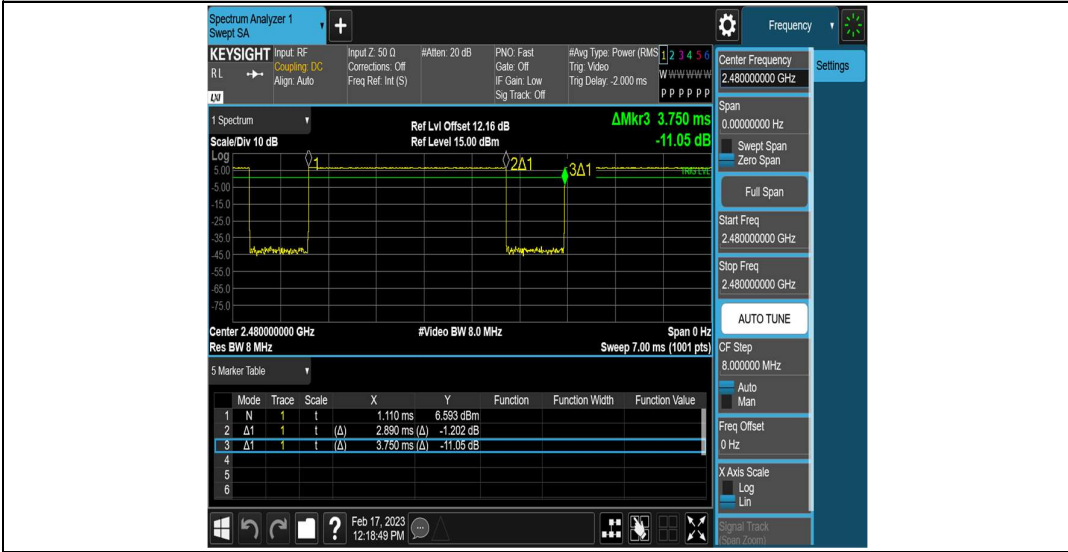 Spectrum Analyzer 1
Swept SA
Frequency
KEYSIGHT Input: RF Input Z: 50 Ω #Atten: 20 dB PNO: Fast #Avg Type: Power (RMS 1 2 3 4 5 6
RL Coupling: DC Corrections: Off Gate: Off Trig: Video W W W W W W
Align: Auto Freq Ref: Int (S) IF Gain: Low Trig Delay: -2.000 ms
Sig Track: Off P P P P P P
LXI
Center Frequency
2.480000000 GHz
Settings
1 Spectrum Ref Lvl Offset 12.16 dB ΔMkr3 3.750 ms
Scale/Div 10 dB Ref Level 15.00 dBm -11.05 dB
Log
1 2Δ1 3Δ1
5.00 TRIG LVL
-5.00
-15.0
-25.0
-35.0
-45.0
-55.0
-65.0
-75.0
Center 2.480000000 GHz #Video BW 8.0 MHz Span 0 Hz
Res BW 8 MHz Sweep 7.00 ms (1001 pts)
5 Marker Table
Mode Trace Scale X Y Function Function Width Function Value
1 N 1 t 1.110 ms 6.593 dBm
2 Δ1 1 t (Δ) 2.890 ms (Δ) -1.202 dB
3 Δ1 1 t (Δ) 3.750 ms (Δ) -11.05 dB
4
5
6
Span
0.00000000 Hz
Swept Span
Zero Span
Full Span
Start Freq
2.480000000 GHz
Stop Freq
2.480000000 GHz
AUTO TUNE
CF Step
8.000000 MHz
Auto
Man
Freq Offset
0 Hz
X Axis Scale
Log
Lin
Signal Track
(Span Zoom)
? Feb 17, 2023
12:18:49 PM